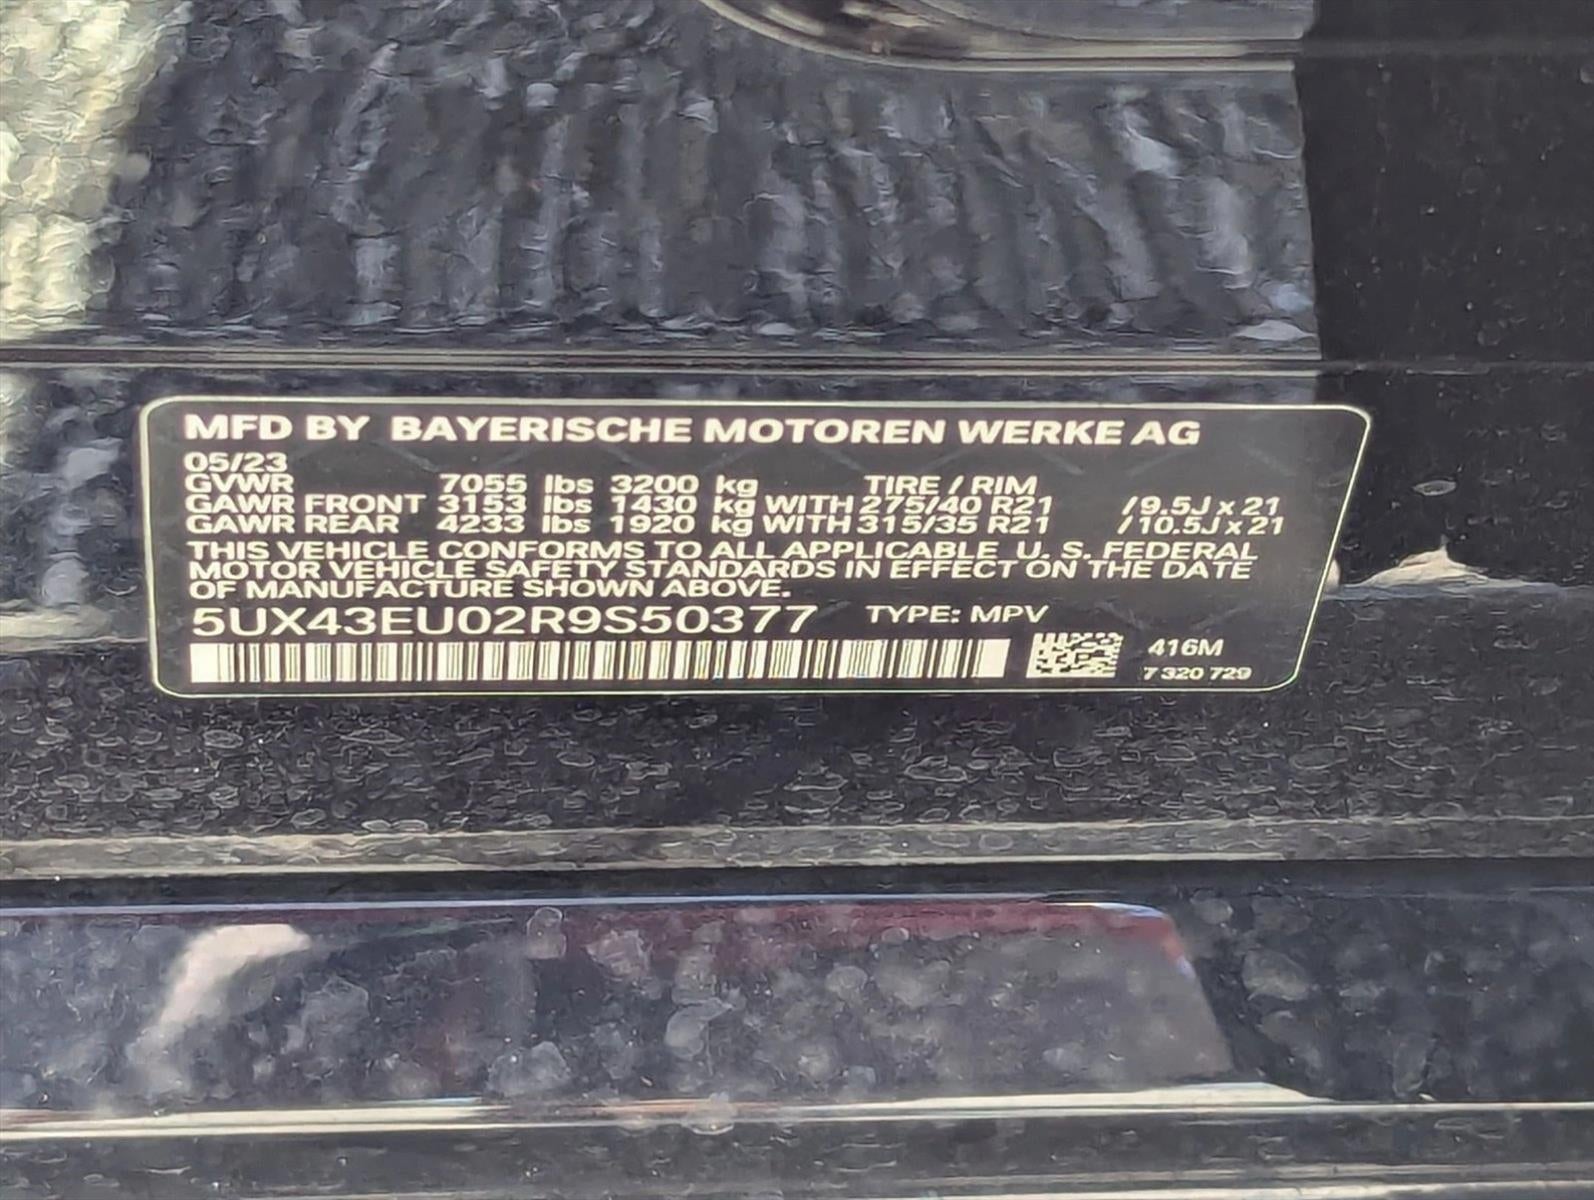 MFD BY BAYERISCHE MOTOREN WERKE AG
05/23
GVWR 7055 lbs 3200 kg TIRE / RIM
GAWR FRONT 3153 lbs 1430 kg WITH 275/40 R21 / 9.5J x 21
GAWR REAR 4233 lbs 1920 kg WITH 315/35 R21 / 10.5J x 21
THIS VEHICLE CONFORMS TO ALL APPLICABLE U. S. FEDERAL
MOTOR VEHICLE SAFETY STANDARDS IN EFFECT ON THE DATE
OF MANUFACTURE SHOWN ABOVE.
5UX43EU02R9S50377 TYPE: MPV
416M
7 320 729